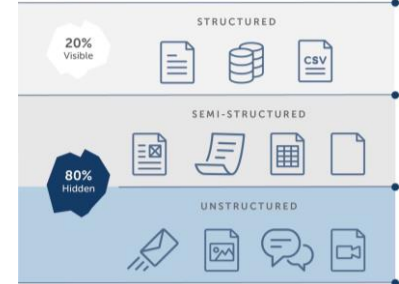 STRUCTURED
20%
Visible
CSV
SEMI-STRUCTURED
80%
Hidden
UNSTRUCTURED